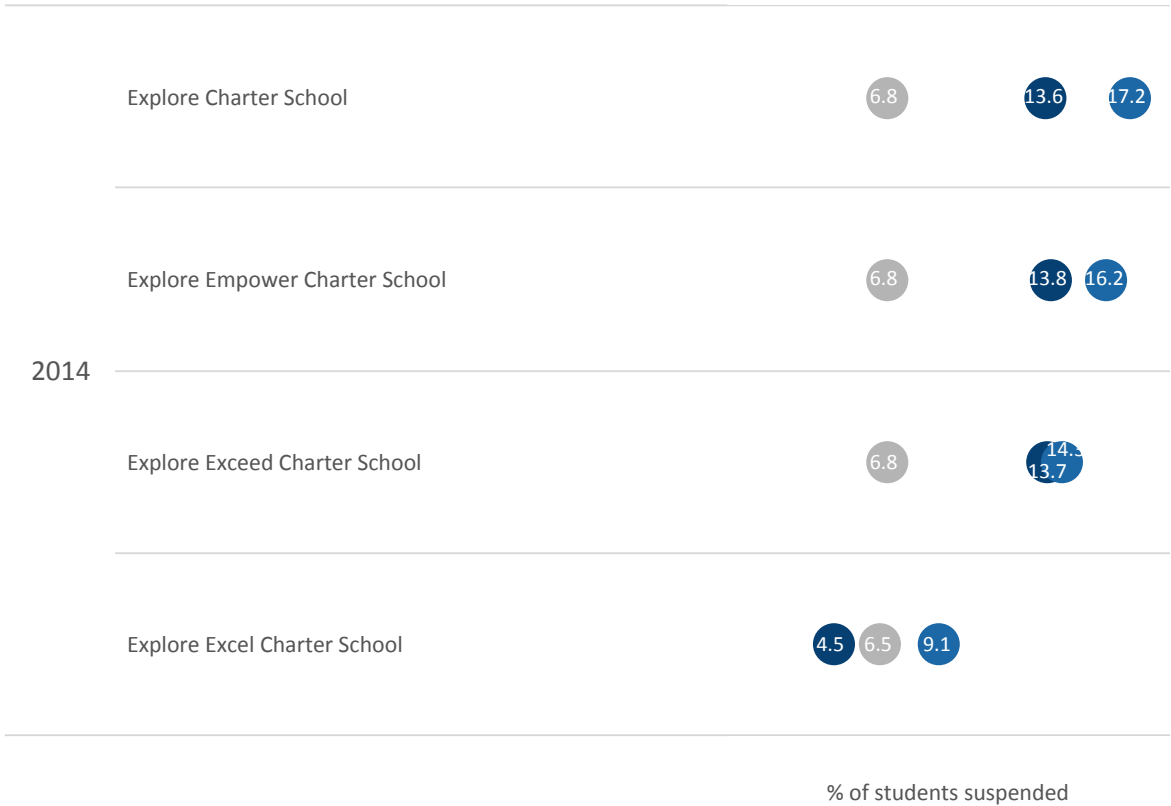 Explore Charter School
6.8
13.6
17.2
Explore Empower Charter School
6.8
13.8
16.2
2014
Explore Exceed Charter School
6.8
13.7
Explore Excel Charter School
4.5
6.5
9.1
% of students suspended